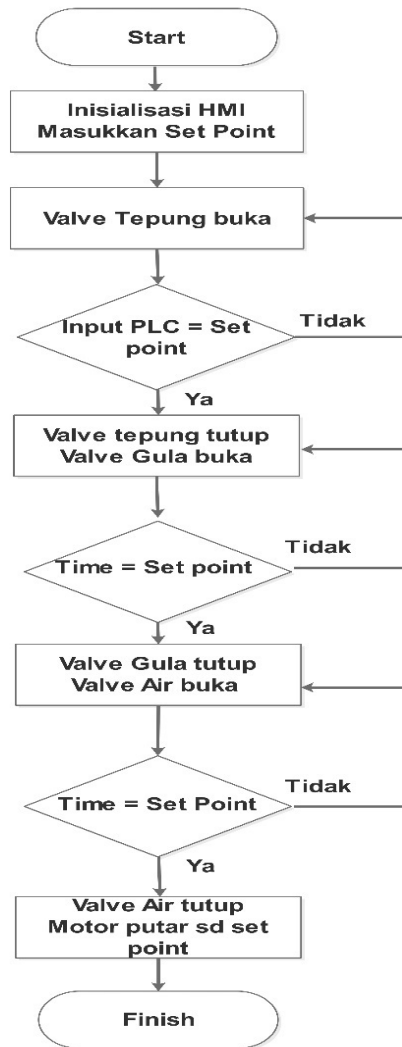 Start
Inisialisasi HMI
Masukkan Set Point
Valve Tepung buka
Input PLC = Set
point
Tidak
Ya
Valve tepung tutup
Valve Gula buka
Time = Set point
Tidak
Ya
Valve Gula tutup
Valve Air buka
Time = Set Point
Tidak
Ya
Valve Air tutup
Motor putar sd set
point
Finish